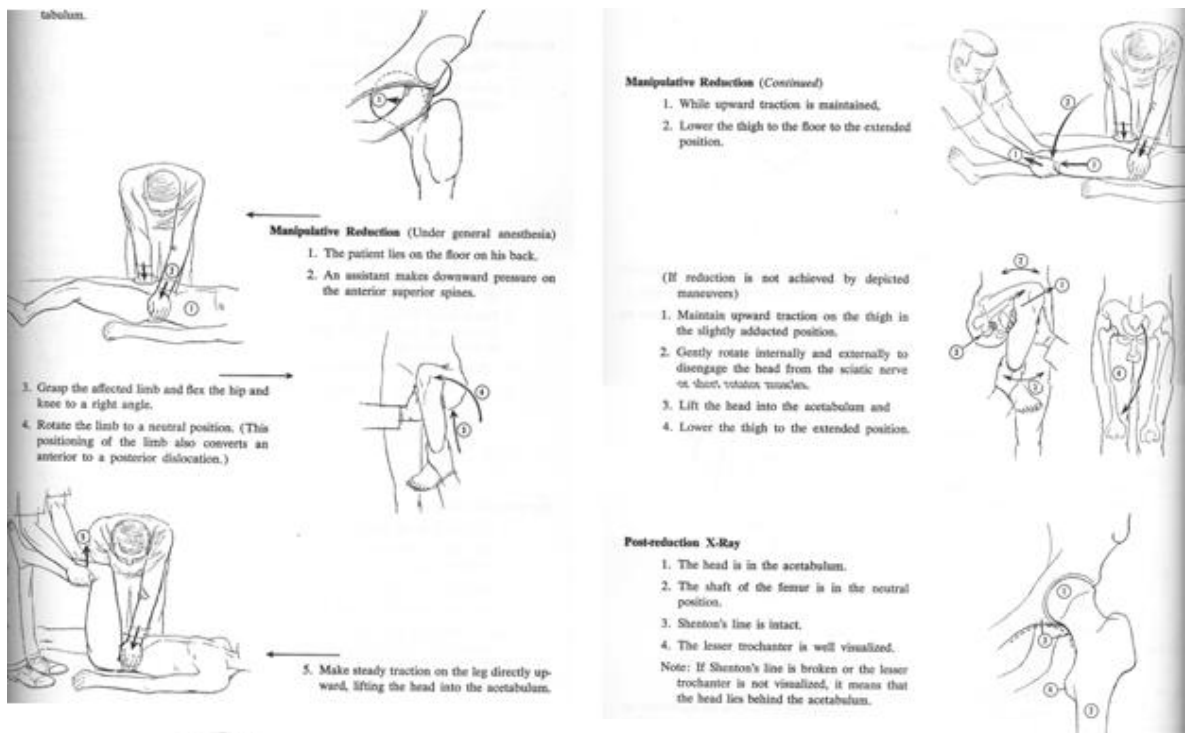 tabulum.
Manipulative Reduction (Under general anesthesia)
1. The patient lies on the floor on his back.
2. An assistant makes downward pressure on
the anterior superior spines.
3. Grasp the affected limb and flex the hip and
knee to a right angle.
4. Rotate the limb to a neutral position. (This
positioning of the limb also converts an
anterior to a posterior dislocation.)
5. Make steady traction on the leg directly up-
ward, lifting the head into the acetabulum.
Manipulative Reduction (Continued)
1. While upward traction is maintained,
2. Lower the thigh to the floor to the extended
position.
(If reduction is not achieved by depicted
maneuvers)
1. Maintain upward traction on the thigh in
the slightly adducted position.
2. Gently rotate internally and externally to
disengage the head from the sciatic nerve
or short rotator muscles.
3. Lift the head into the acetabulum and
4. Lower the thigh to the extended position.
Post-reduction X-Ray
1. The head is in the acetabulum.
2. The shaft of the femur is in the neutral
position.
3. Shenton's line is intact.
4. The lesser trochanter is well visualized.
Note: If Shenton's line is broken or the lesser
trochanter is not visualized, it means that
the head lies behind the acetabulum.